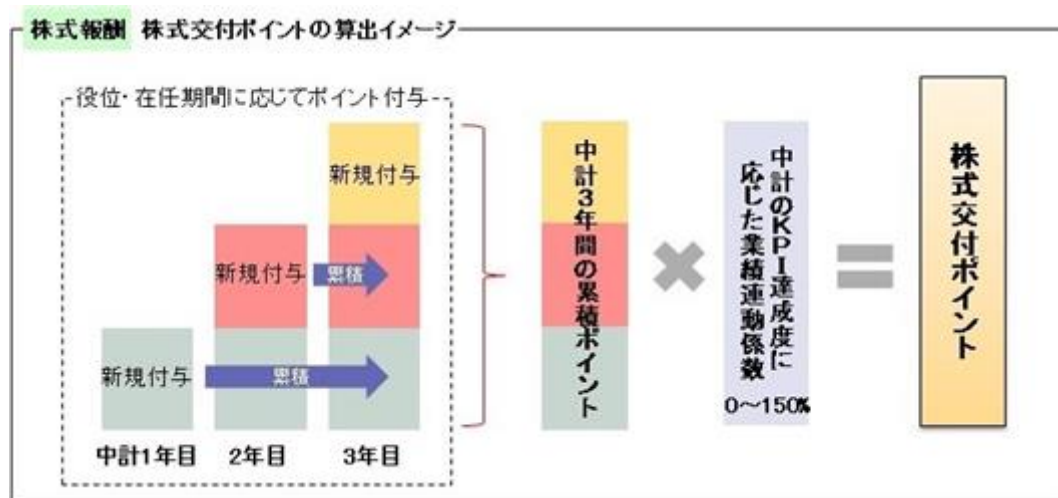 株式報酬 株式交付ポイントの算出イメージ
役位・在任期間に応じてポイント付与
新規付与
新規付与
累積
新規付与
累積
中計1年目
2年目
3年目
中計3年間の累積ポイント
×
中計のKPI達成度に
応じた業績連動係数
0～150%
=
株式交付ポイント